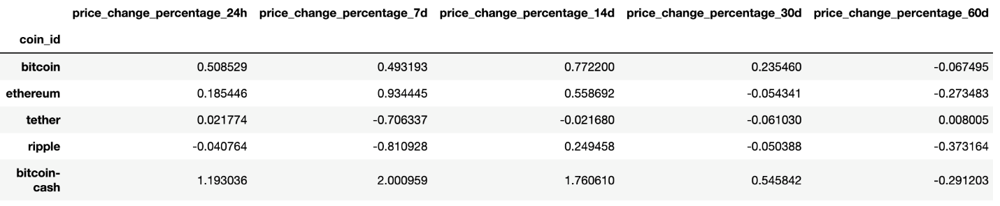 price_change_percentage_24h price_change_percentage_7d price_change_percentage_14d price_change_percentage_30d price_change_percentage_60d
coin_id
bitcoin 0.508529 0.493193 0.772200 0.235460 -0.067495
ethereum 0.185446 0.934445 0.558692 -0.054341 -0.273483
tether 0.021774 -0.706337 -0.021680 -0.061030 0.008005
ripple -0.040764 -0.810928 0.249458 -0.050388 -0.373164
bitcoin-
cash 1.193036 2.000959 1.760610 0.545842 -0.291203